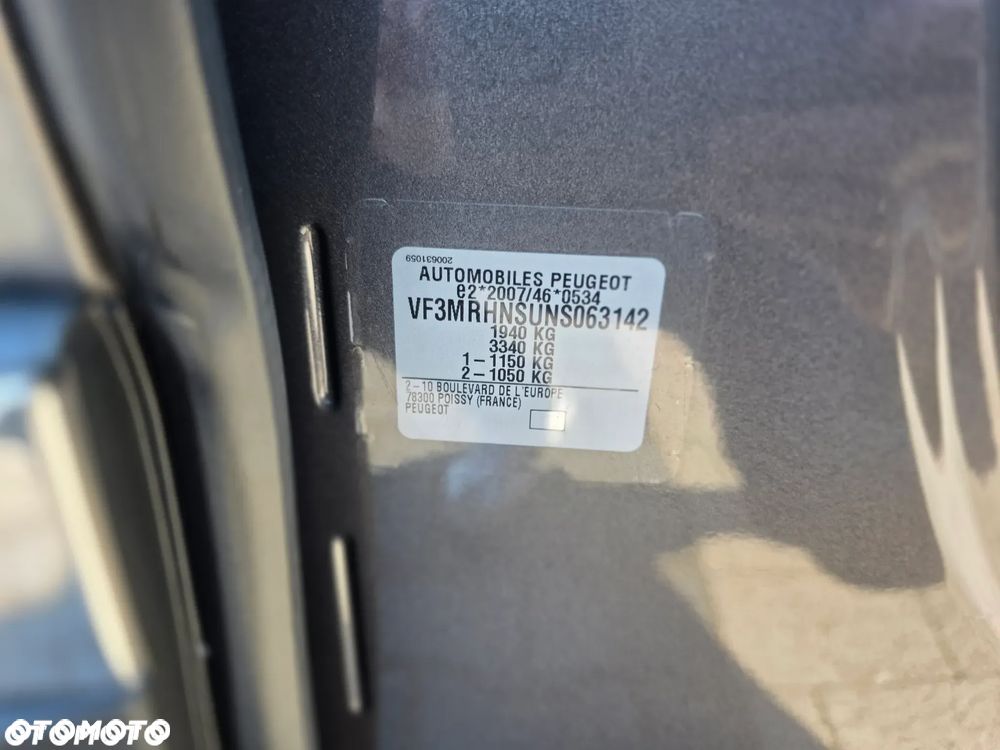 200631059
AUTOMOBILES PEUGEOT
e2*2007/46*0534
VF3MRHNSUNS063142
1940 KG
3340 KG
1-1150 KG
2-1050 KG
2-10 BOULEVARD DE L'EUROPE
78300 POISSY (FRANCE)
PEUGEOT
OTOMOTO